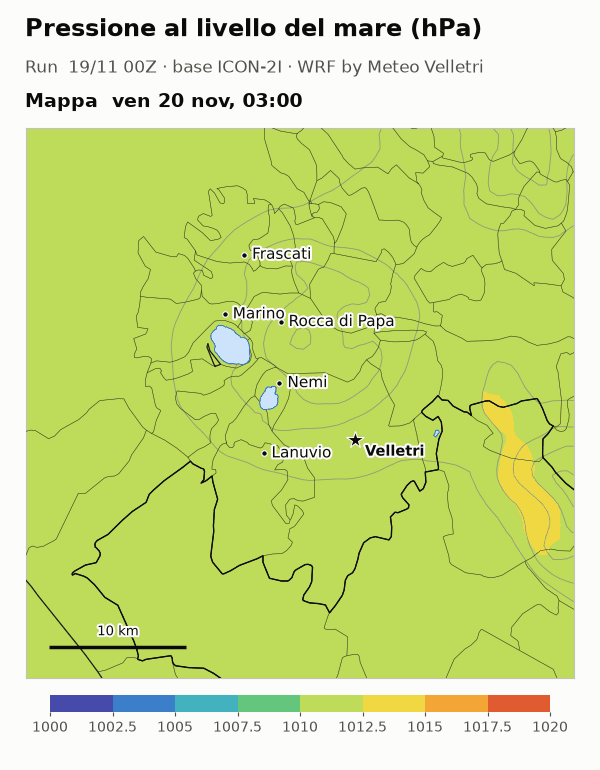 Pressione al livello del mare (hPa)
Run  19/11 00Z · base ICON-2I · WRF by Meteo Velletri
Mappa  ven 20 nov, 03:00
Frascati
Marino
Rocca di Papa
Nemi
Velletri
Lanuvio
10 km
1000 1002.5 1005 1007.5 1010 1012.5 1015 1017.5 1020